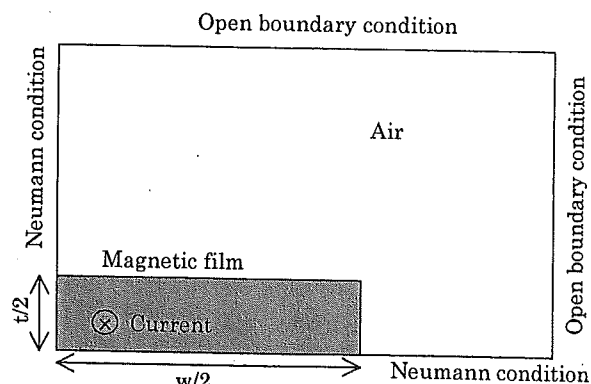 Open boundary condition
Neumann condition
Air
Open boundary condition
Magnetic film
t/2
Current
w/2
Neumann condition